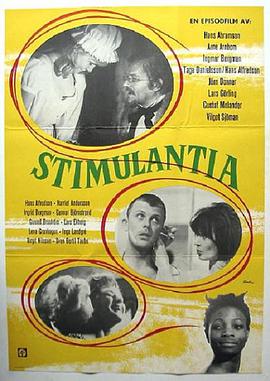 EN EPISODFILM AV:
Hans Abramson
Arne Arnbom
Ingmar Bergman
Tage Danielsson/Hans Alfredson
Jörn Donner
Lars Görling
Gustaf Molander
Vilgot Sjöman
STIMULANTIA
Hans Alfredson · Harriet Andersson
Ingrid Bergman · Gunnar Björnstrand
Gunnel Broström · Lars Ekborg
Lena Granhagen · Inga Landgré
Birgit Nilsson · Sven-Bertil Taube